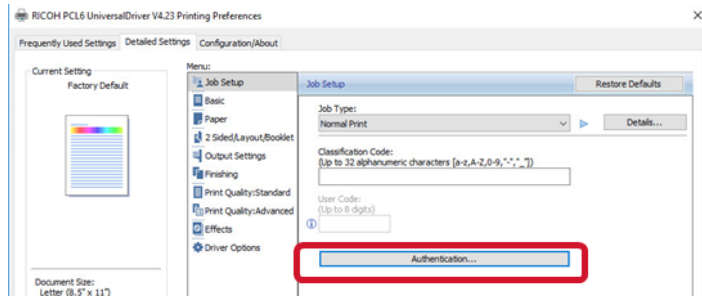 RICOH PCL6 UniversalDriver V4.23 Printing Preferences
Frequently Used Settings Detailed Settings Configuration/About
Current Setting
Factory Default
Document Size:
Letter (8.5" x 11")
Menu:
Job Setup
Basic
Paper
2 Sided/Layout/Booklet
Output Settings
Finishing
Print Quality:Standard
Print Quality:Advanced
Effects
Driver Options
Job Setup
Restore Defaults
Job Type:
Normal Print
Details...
Classification Code:
(Up to 32 alphanumeric characters [a-z,A-Z,0-9,"-","_"])
User Code:
(Up to 8 digits)
Authentication...